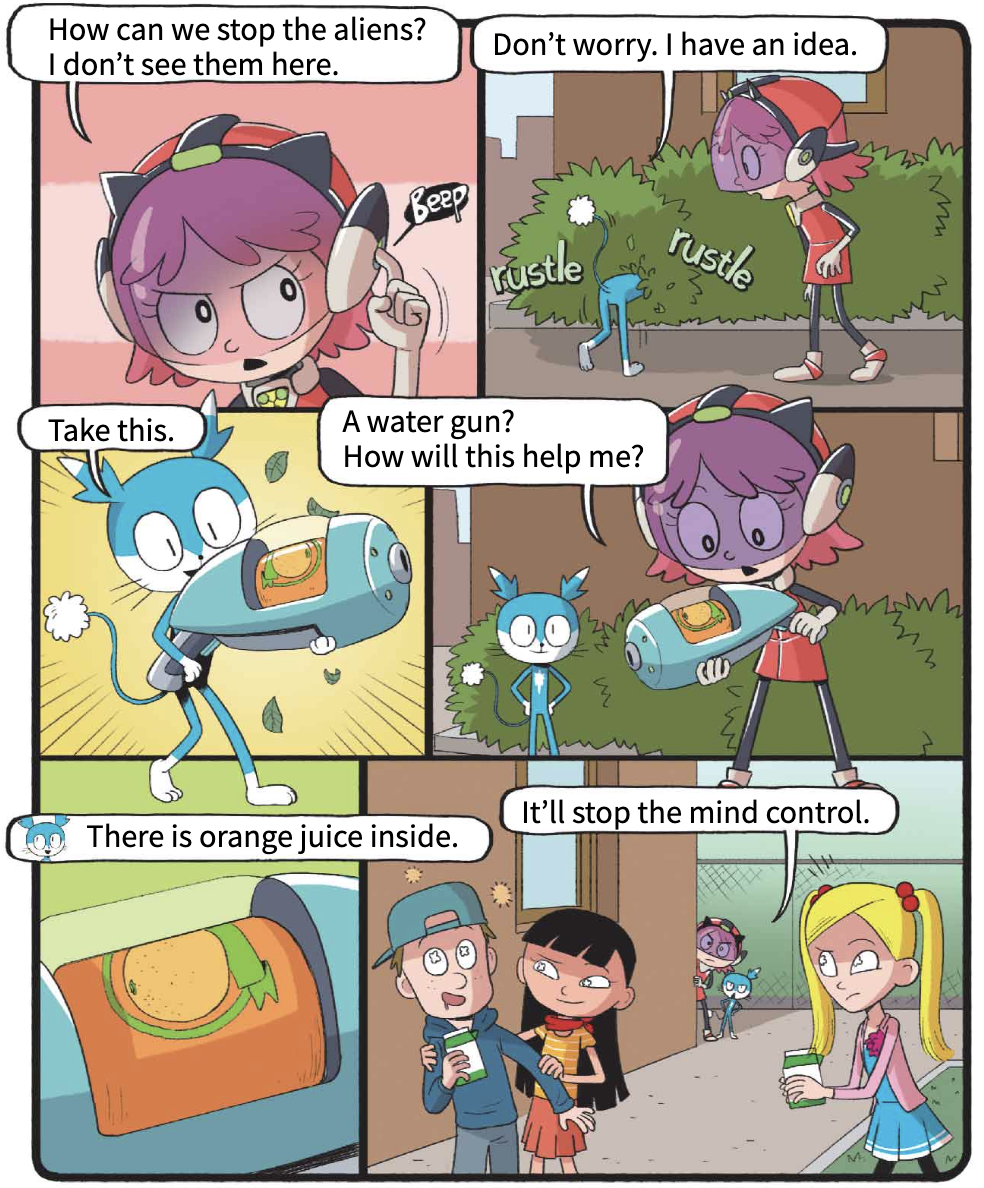 How can we stop the aliens?
I don't see them here.
Beep
Don't worry. I have an idea.
rustle
rustle
Take this.
A water gun?
How will this help me?
There is orange juice inside.
It'll stop the mind control.